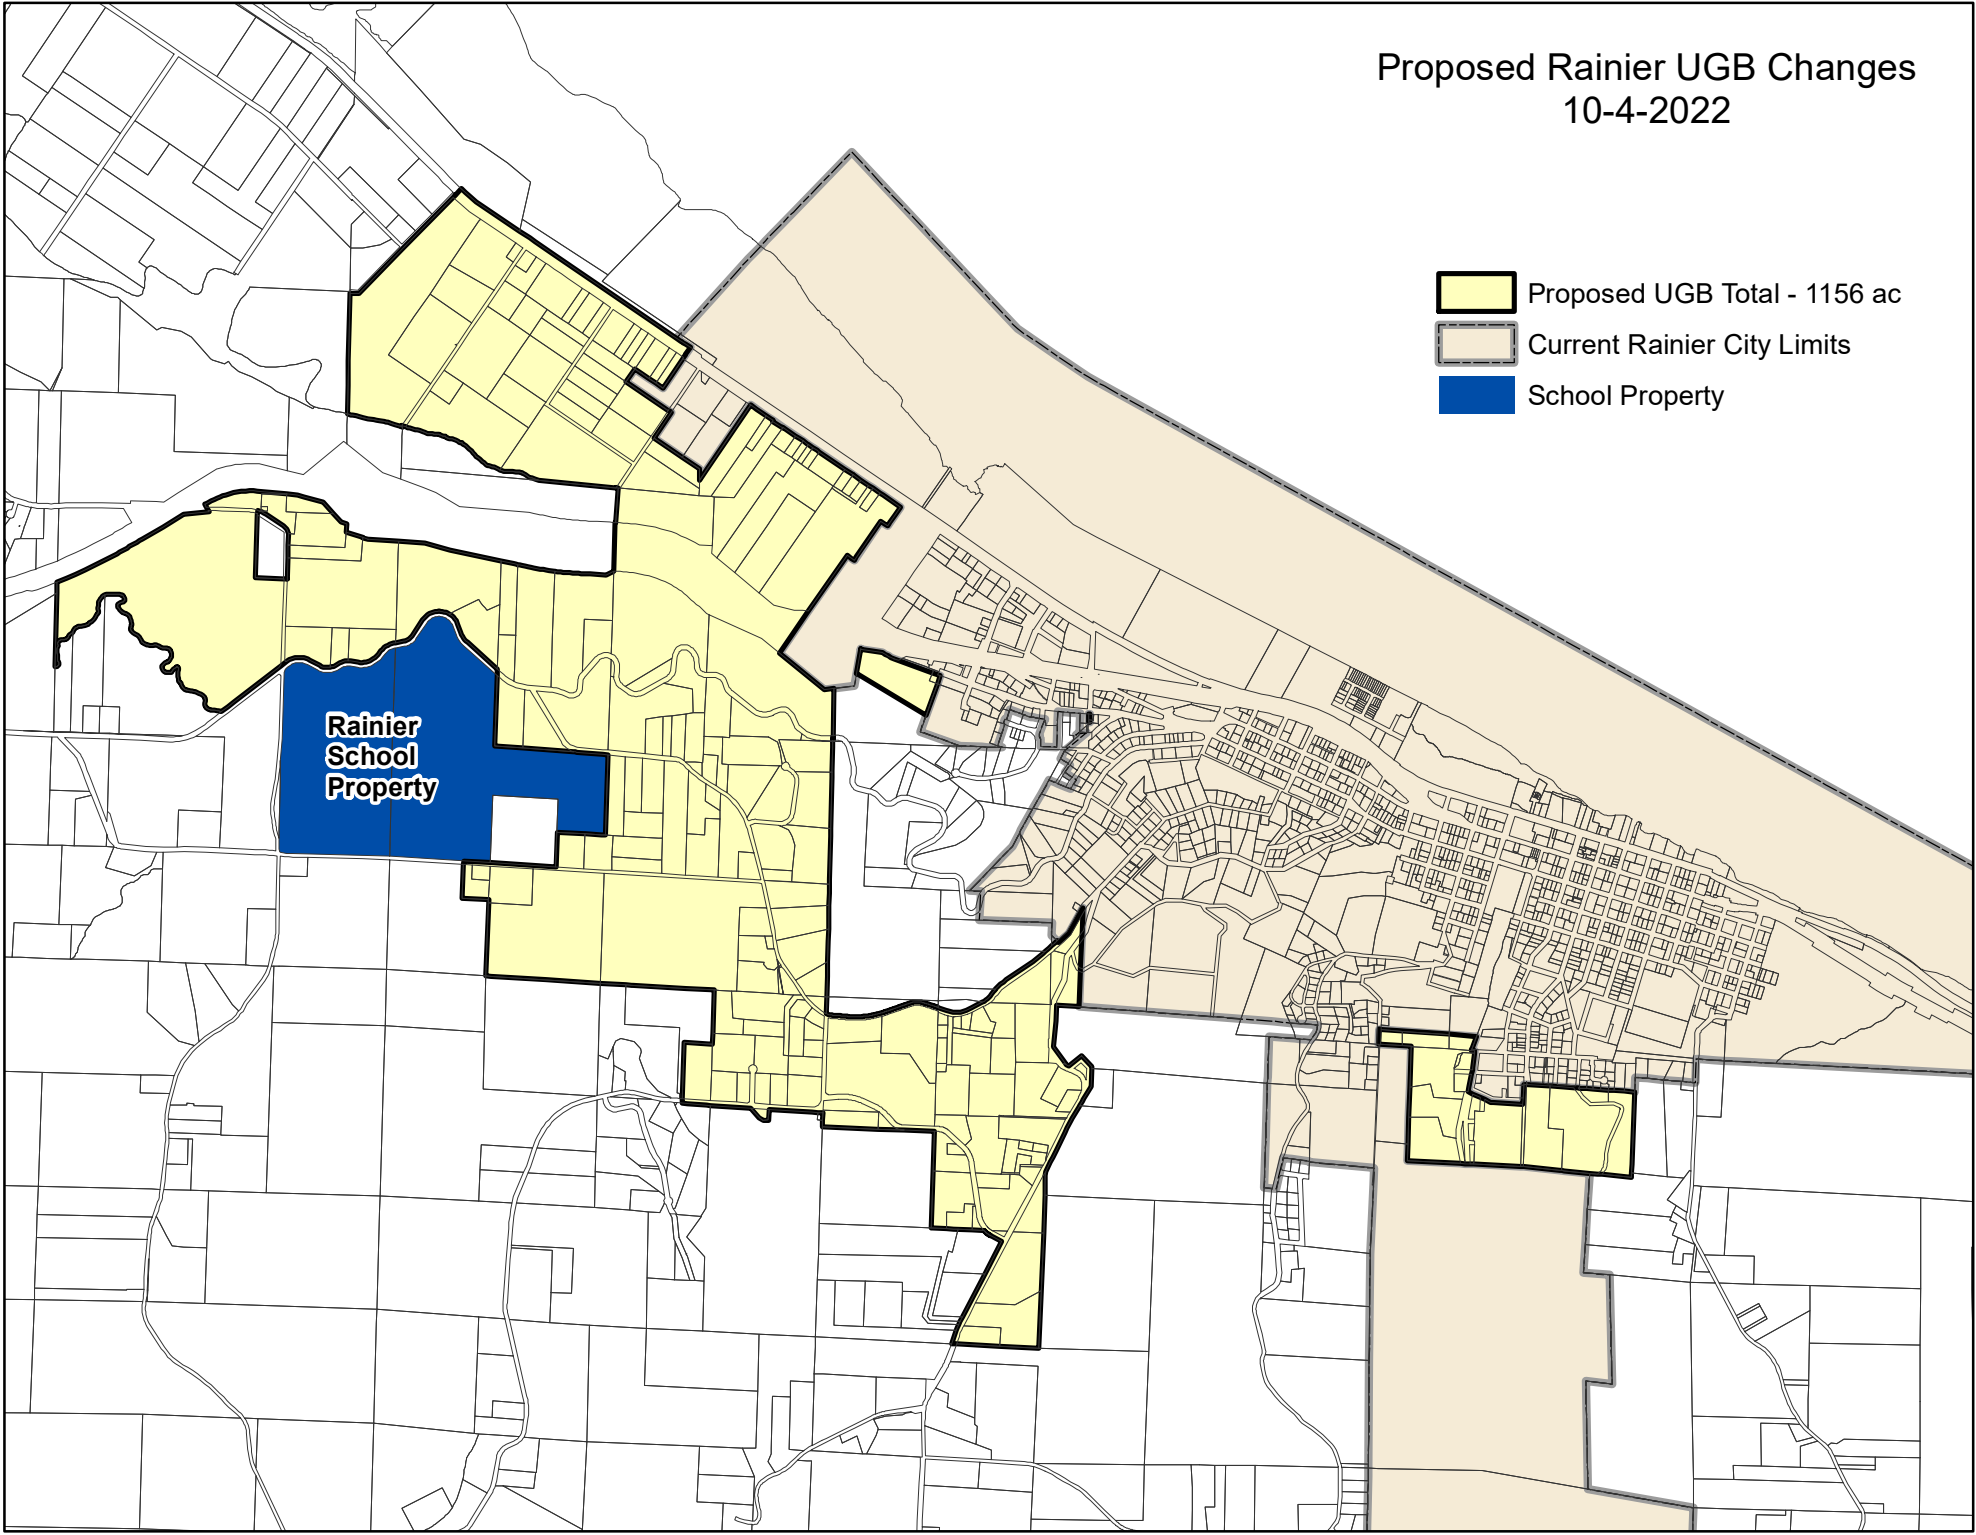 Proposed Rainier UGB Changes
10-4-2022
Proposed UGB Total - 1156 ac
Current Rainier City Limits
School Property
Rainier
School
Property